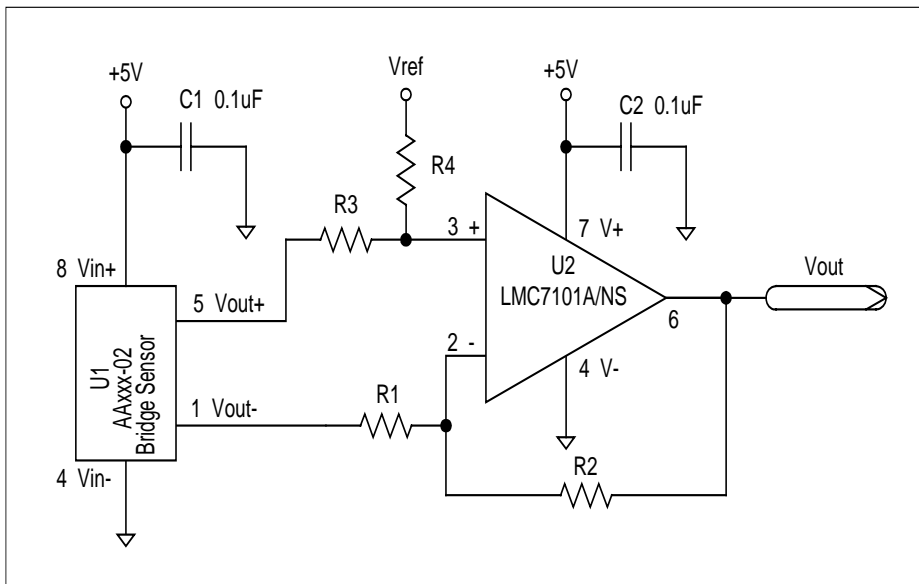 +5V
C1 0.1uF
Vref
+5V
C2 0.1uF
R4
R3
3 +
7 V+
8 Vin+
U2
Vout
5 Vout+
LMC7101A/NS
6
U1
AAxxx-02
Bridge Sensor
2 -
4 V-
1 Vout-
R1
4 Vin-
R2